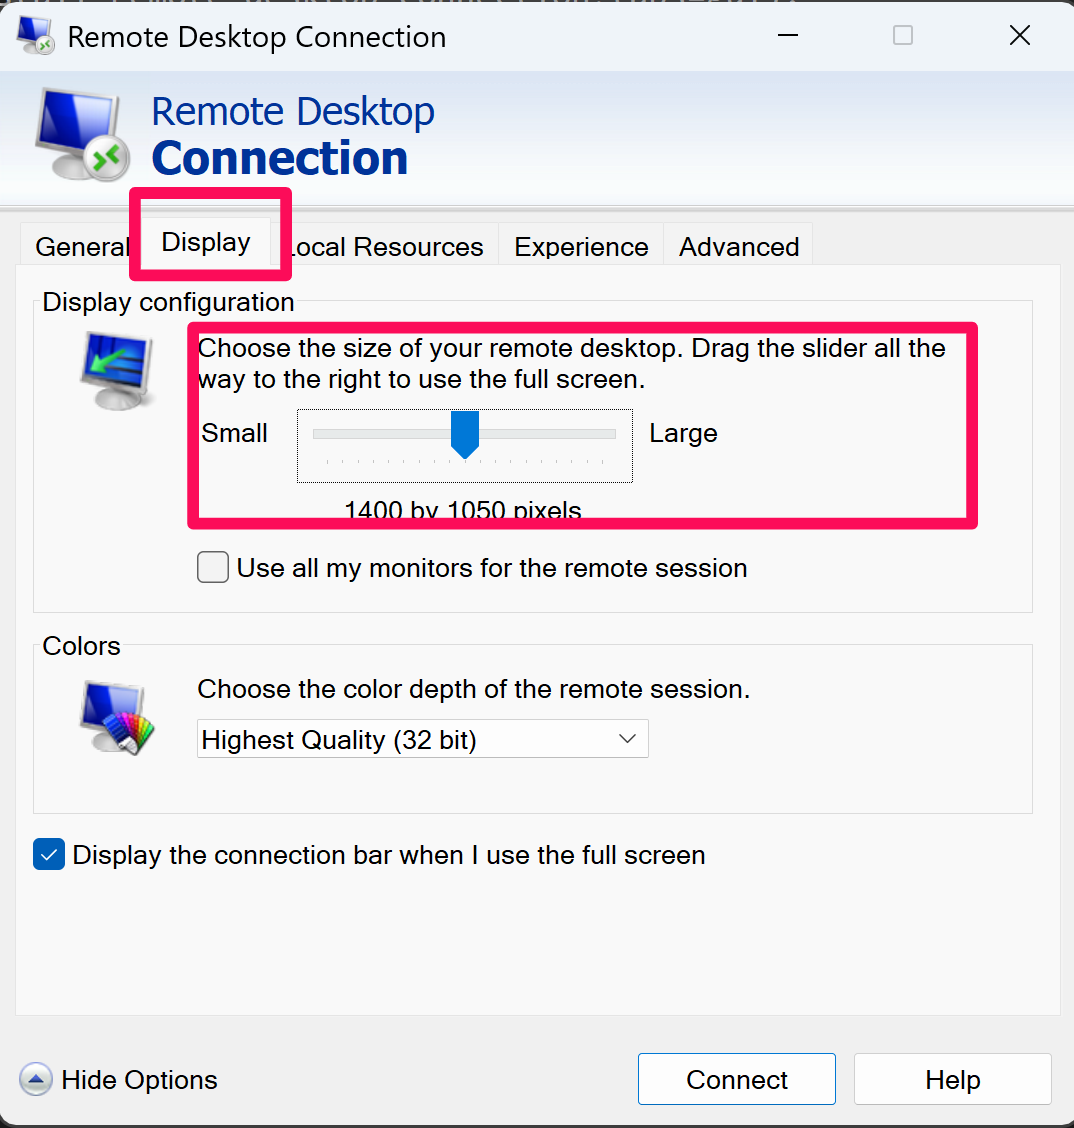 Remote Desktop Connection
Remote Desktop
Connection
General Display Local Resources Experience Advanced
Display configuration
Choose the size of your remote desktop. Drag the slider all the
way to the right to use the full screen.
Small Large
1400 by 1050 pixels
Use all my monitors for the remote session
Colors
Choose the color depth of the remote session.
Highest Quality (32 bit)
Display the connection bar when I use the full screen
Hide Options Connect Help